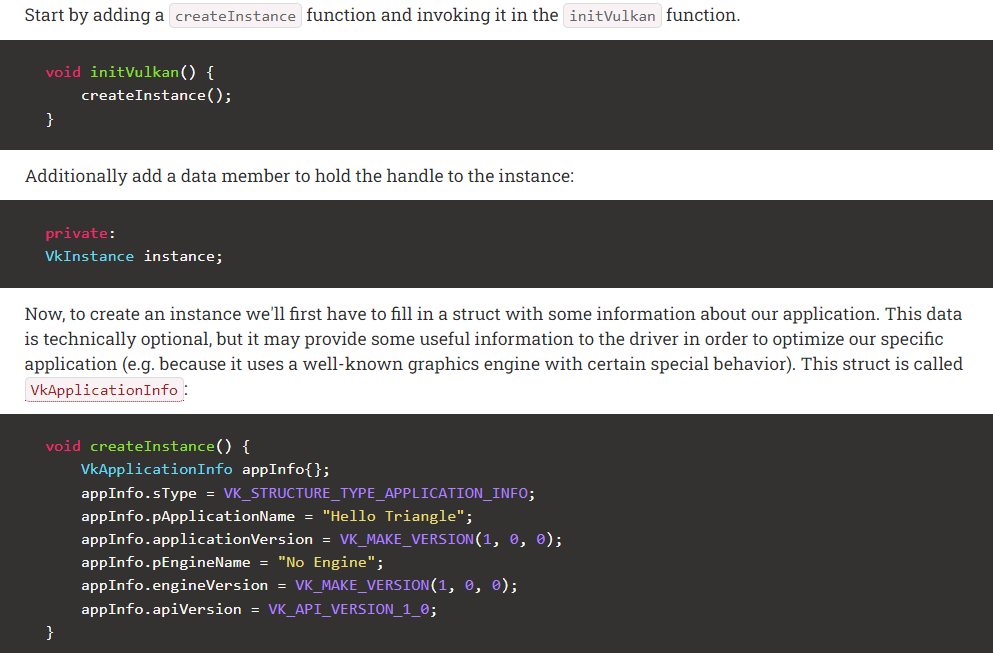 Start by adding a createInstance function and invoking it in the initVulkan function.
void initVulkan() {
    createInstance();
}
Additionally add a data member to hold the handle to the instance:
private:
VkInstance instance;
Now, to create an instance we'll first have to fill in a struct with some information about our application. This data
is technically optional, but it may provide some useful information to the driver in order to optimize our specific
application (e.g. because it uses a well-known graphics engine with certain special behavior). This struct is called
VkApplicationInfo:
void createInstance() {
    VkApplicationInfo appInfo{};
    appInfo.sType = VK_STRUCTURE_TYPE_APPLICATION_INFO;
    appInfo.pApplicationName = "Hello Triangle";
    appInfo.applicationVersion = VK_MAKE_VERSION(1, 0, 0);
    appInfo.pEngineName = "No Engine";
    appInfo.engineVersion = VK_MAKE_VERSION(1, 0, 0);
    appInfo.apiVersion = VK_API_VERSION_1_0;
}